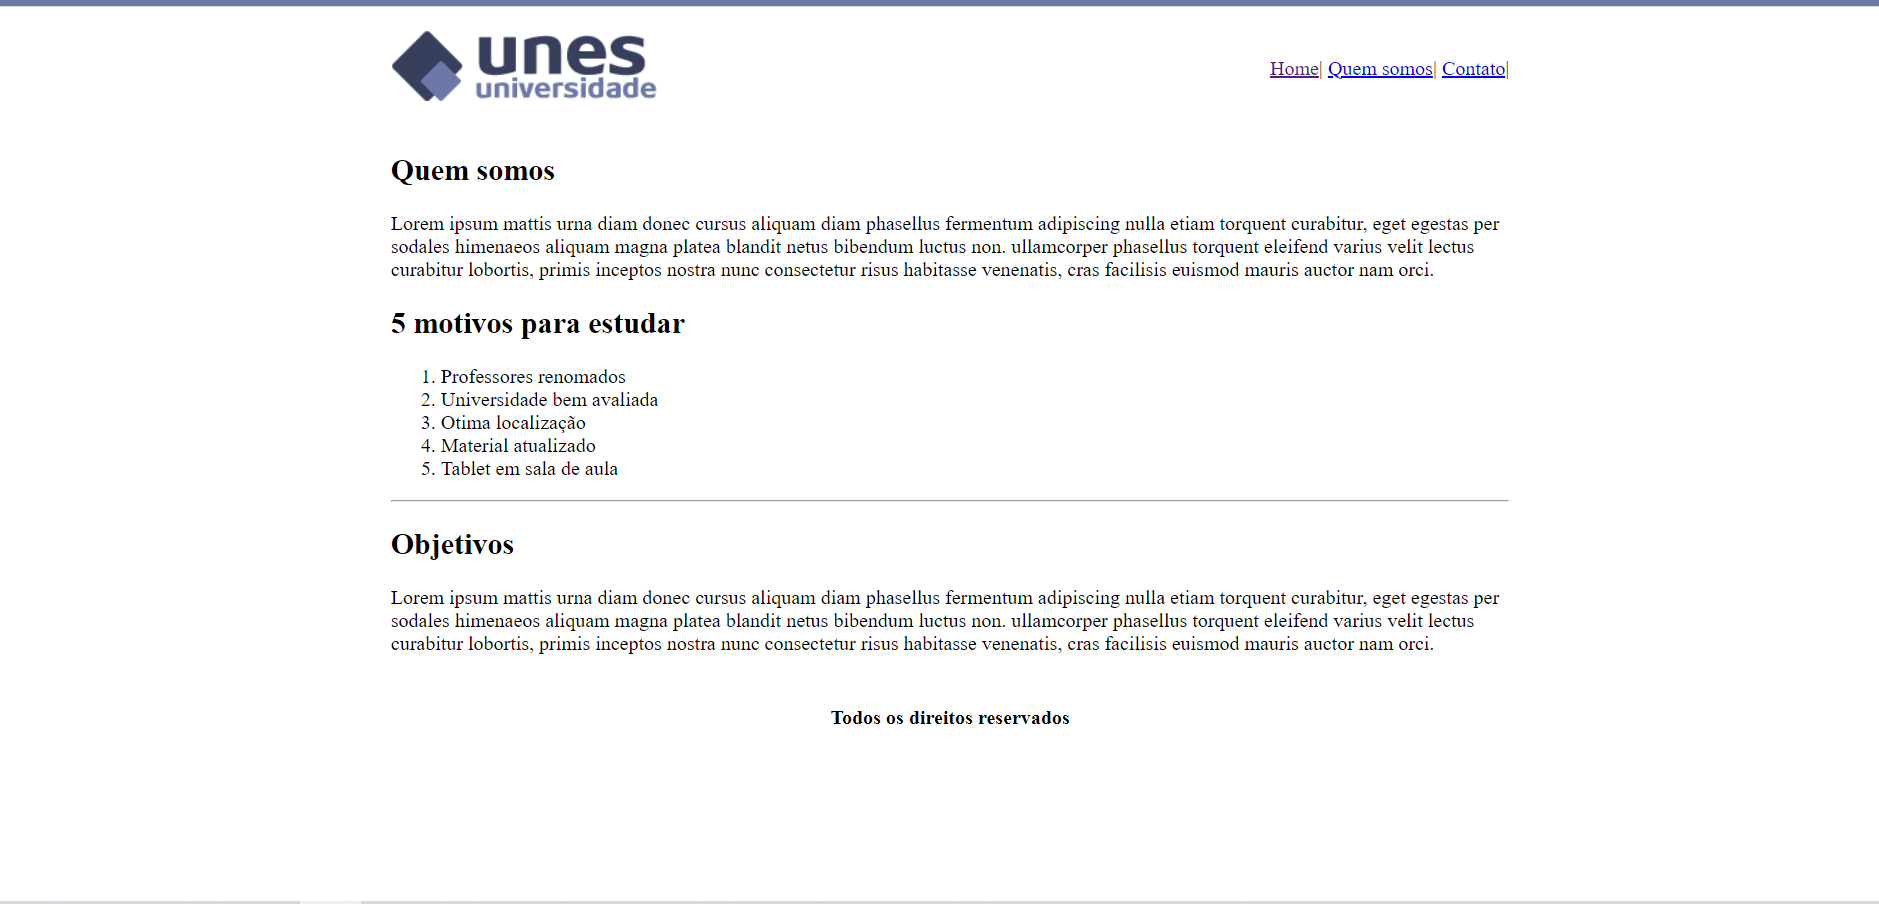 unes
universidade
Home| Quem somos| Contato|
Quem somos
Lorem ipsum mattis urna diam donec cursus aliquam diam phasellus fermentum adipiscing nulla etiam torquent curabitur, eget egestas per
sodales himenaeos aliquam magna platea blandit netus bibendum luctus non. ullamcorper phasellus torquent eleifend varius velit lectus
curabitur lobortis, primis inceptos nostra nunc consectetur risus habitasse venenatis, cras facilisis euismod mauris auctor nam orci.
5 motivos para estudar
1. Professores renomados
2. Universidade bem avaliada
3. Otima localização
4. Material atualizado
5. Tablet em sala de aula
Objetivos
Lorem ipsum mattis urna diam donec cursus aliquam diam phasellus fermentum adipiscing nulla etiam torquent curabitur, eget egestas per
sodales himenaeos aliquam magna platea blandit netus bibendum luctus non. ullamcorper phasellus torquent eleifend varius velit lectus
curabitur lobortis, primis inceptos nostra nunc consectetur risus habitasse venenatis, cras facilisis euismod mauris auctor nam orci.
Todos os direitos reservados